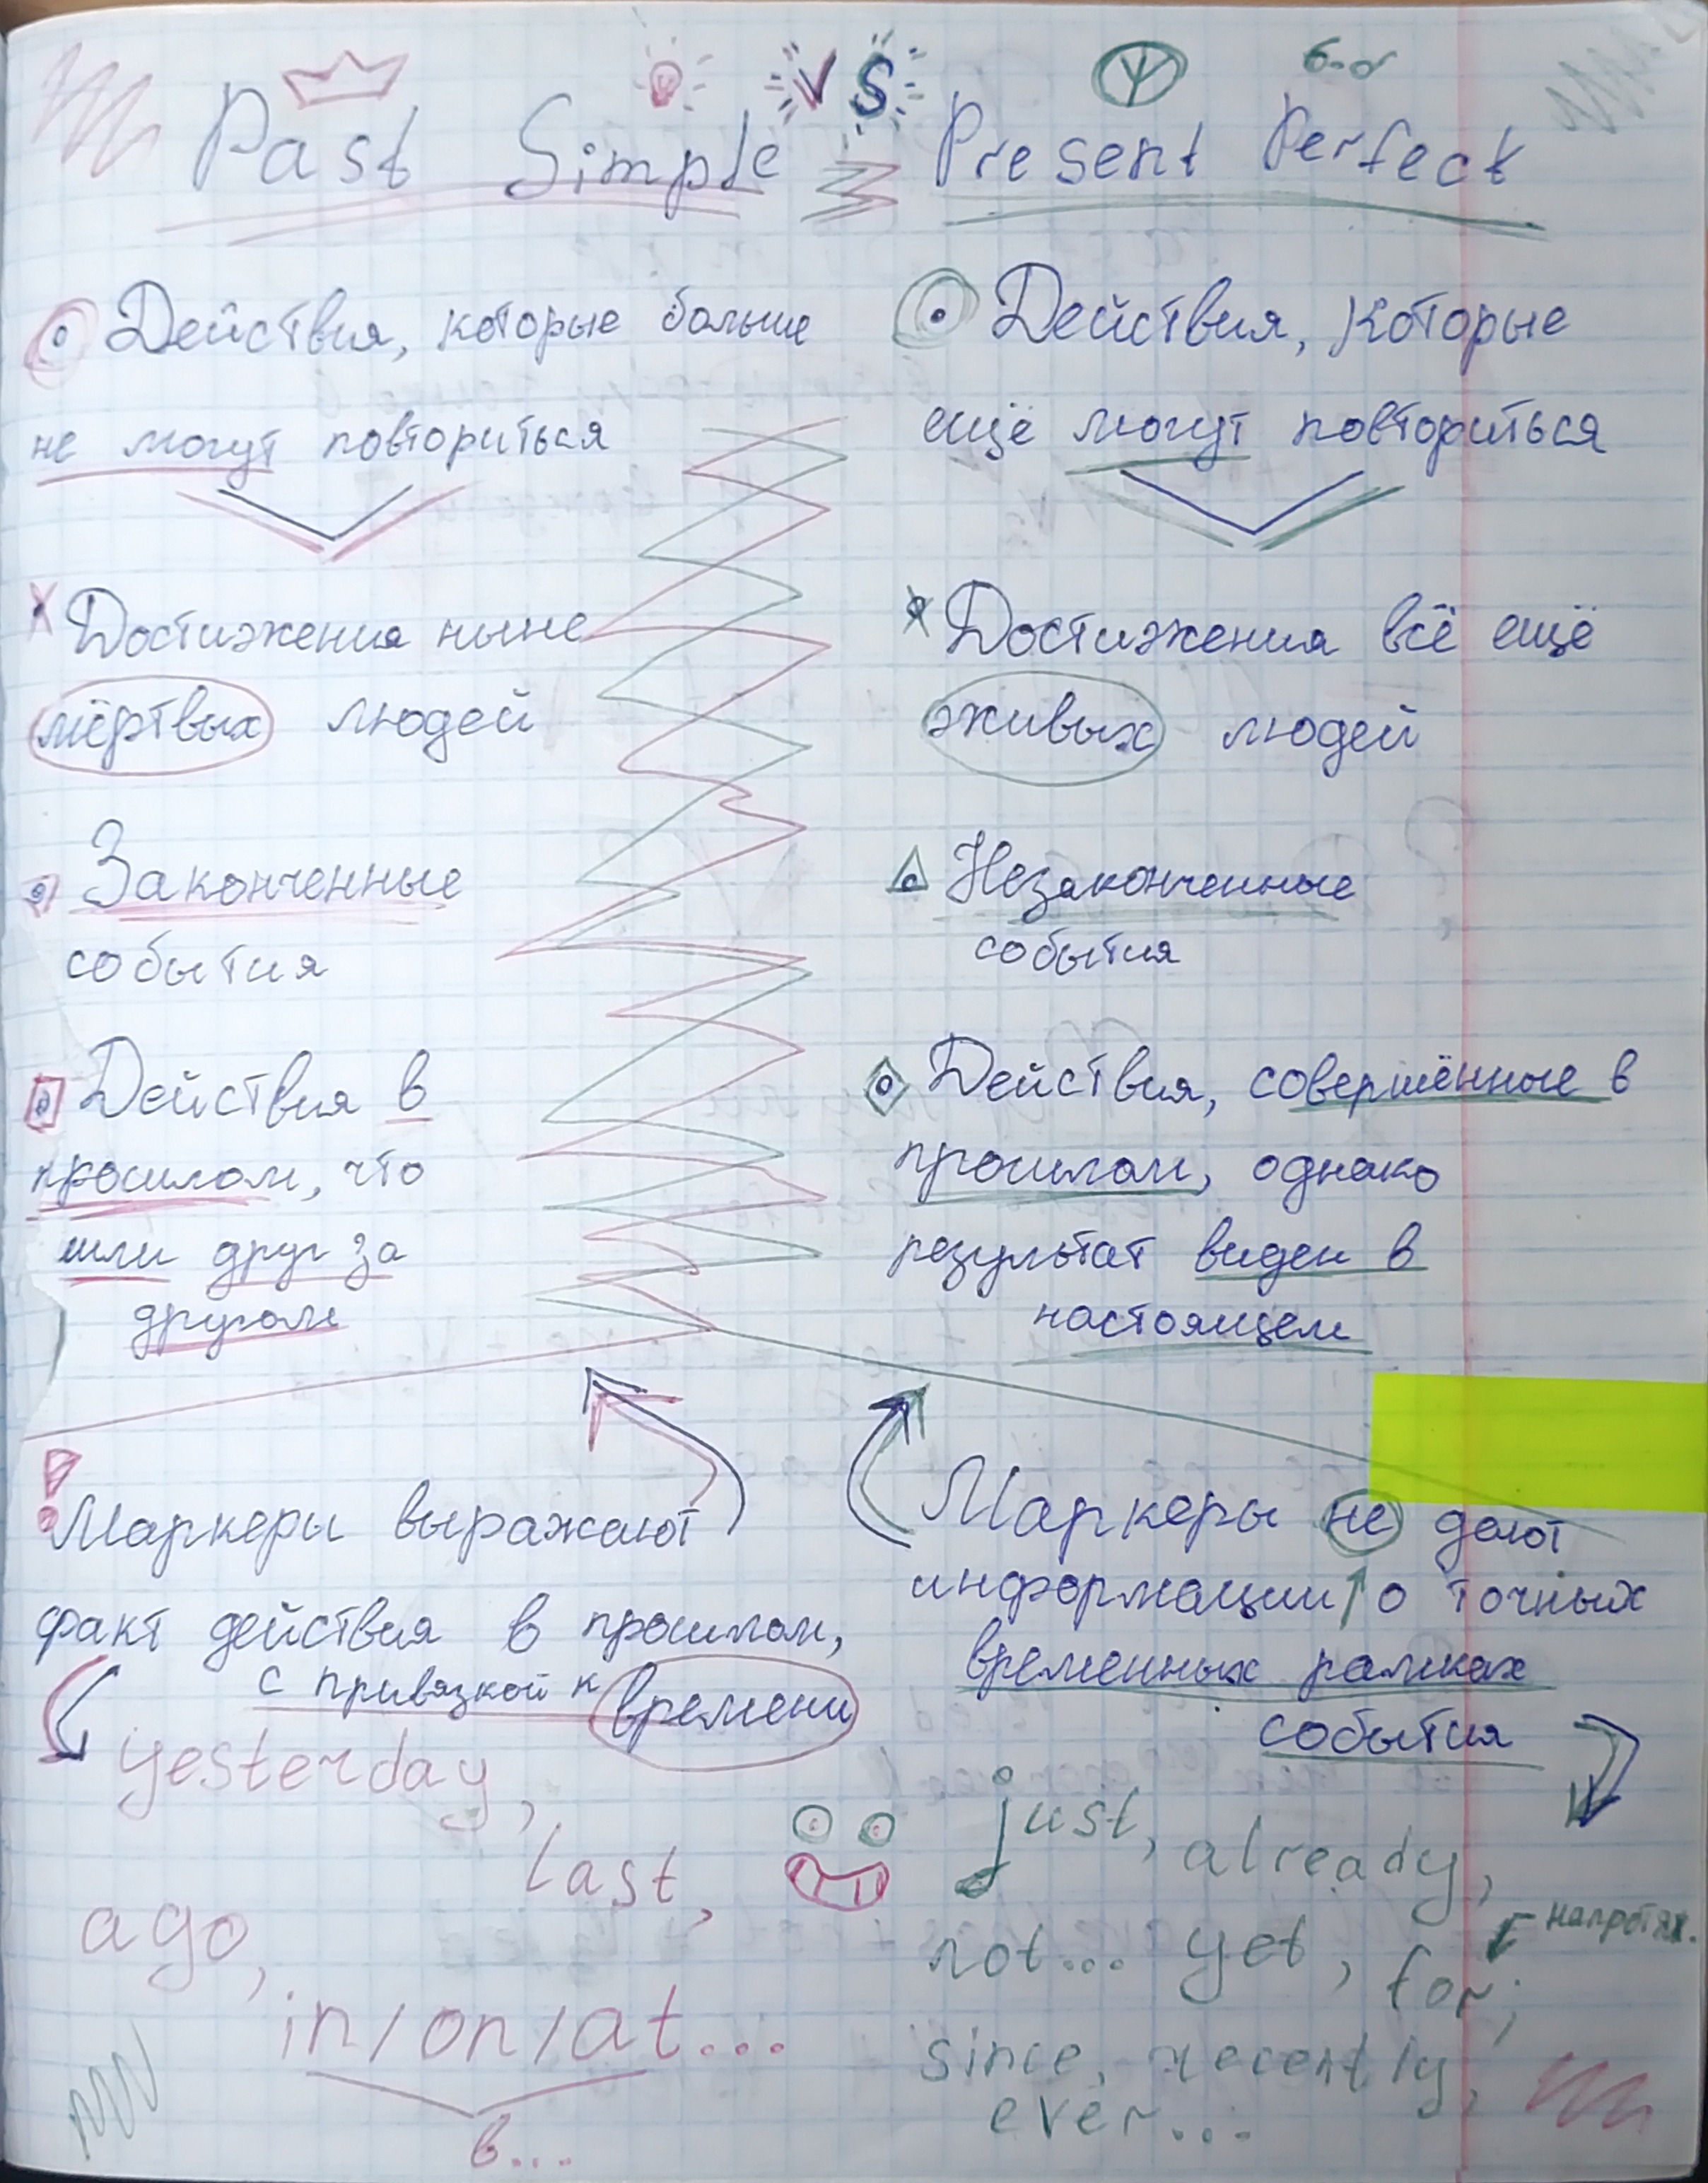 Past Simple VS Present Perfect
Действия, которые больше
не могут повториться
Достижения ныне
мёртвых людей
Законченные
события
Действия в
прошлом, что
шли друг за
другом
! Маркеры выражают
факт действия в прошлом,
с привязкой к времени
yesterday,
last,
ago,
in/on/at...
в...
Действия, которые
ещё могут повториться
Достижения всё ещё
живых людей
Незаконченные
события
Действия, совершённые в
прошлом, однако
результат виден в
настоящем
Маркеры не дают
информации о точных
временных рамках
события
just, already,
not... yet, for,
напротяж.
since, recently,
ever...